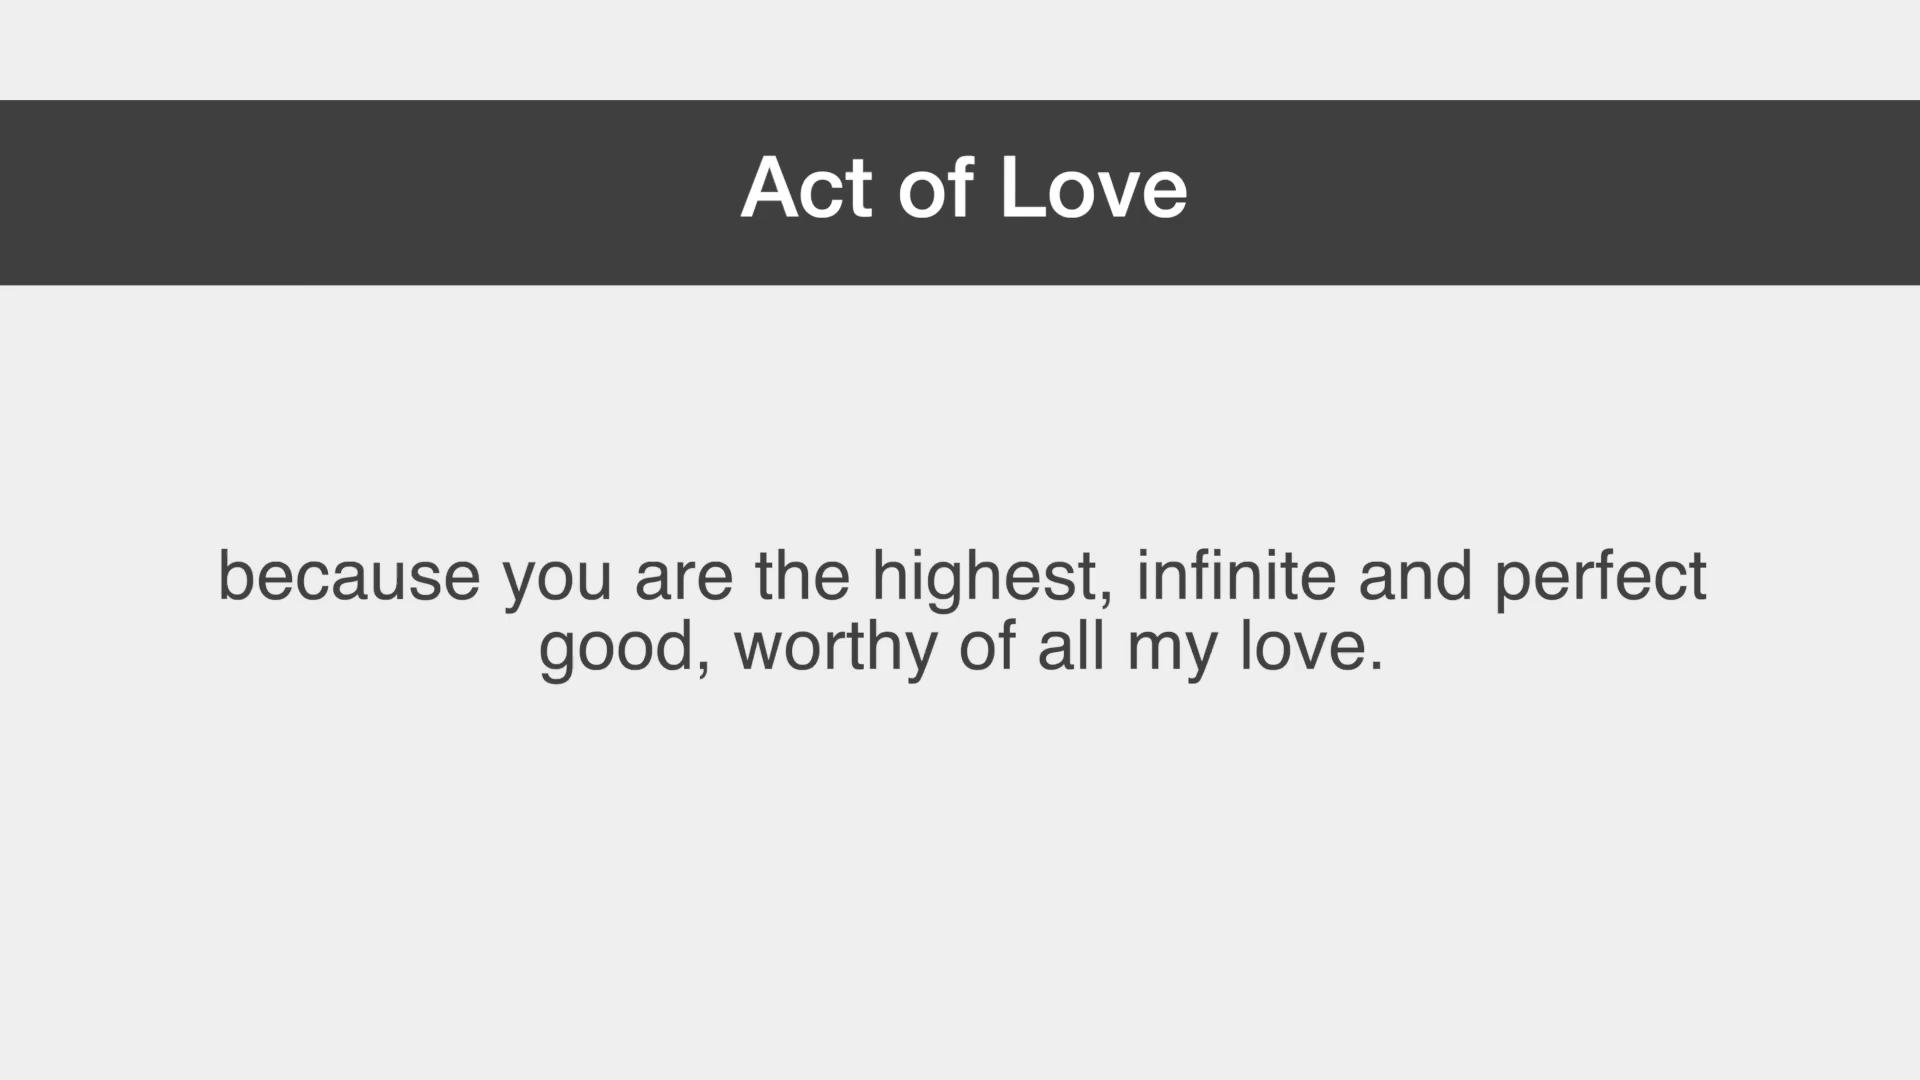 Act of Love
because you are the highest, infinite and perfect
good, worthy of all my love.